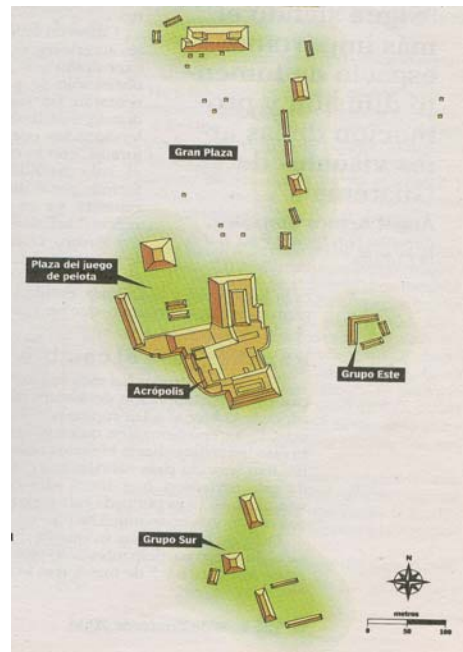 Gran Plaza
Plaza del juego
de pelota
Acrópolis
Grupo Este
Grupo Sur
N
metros
0 50 100